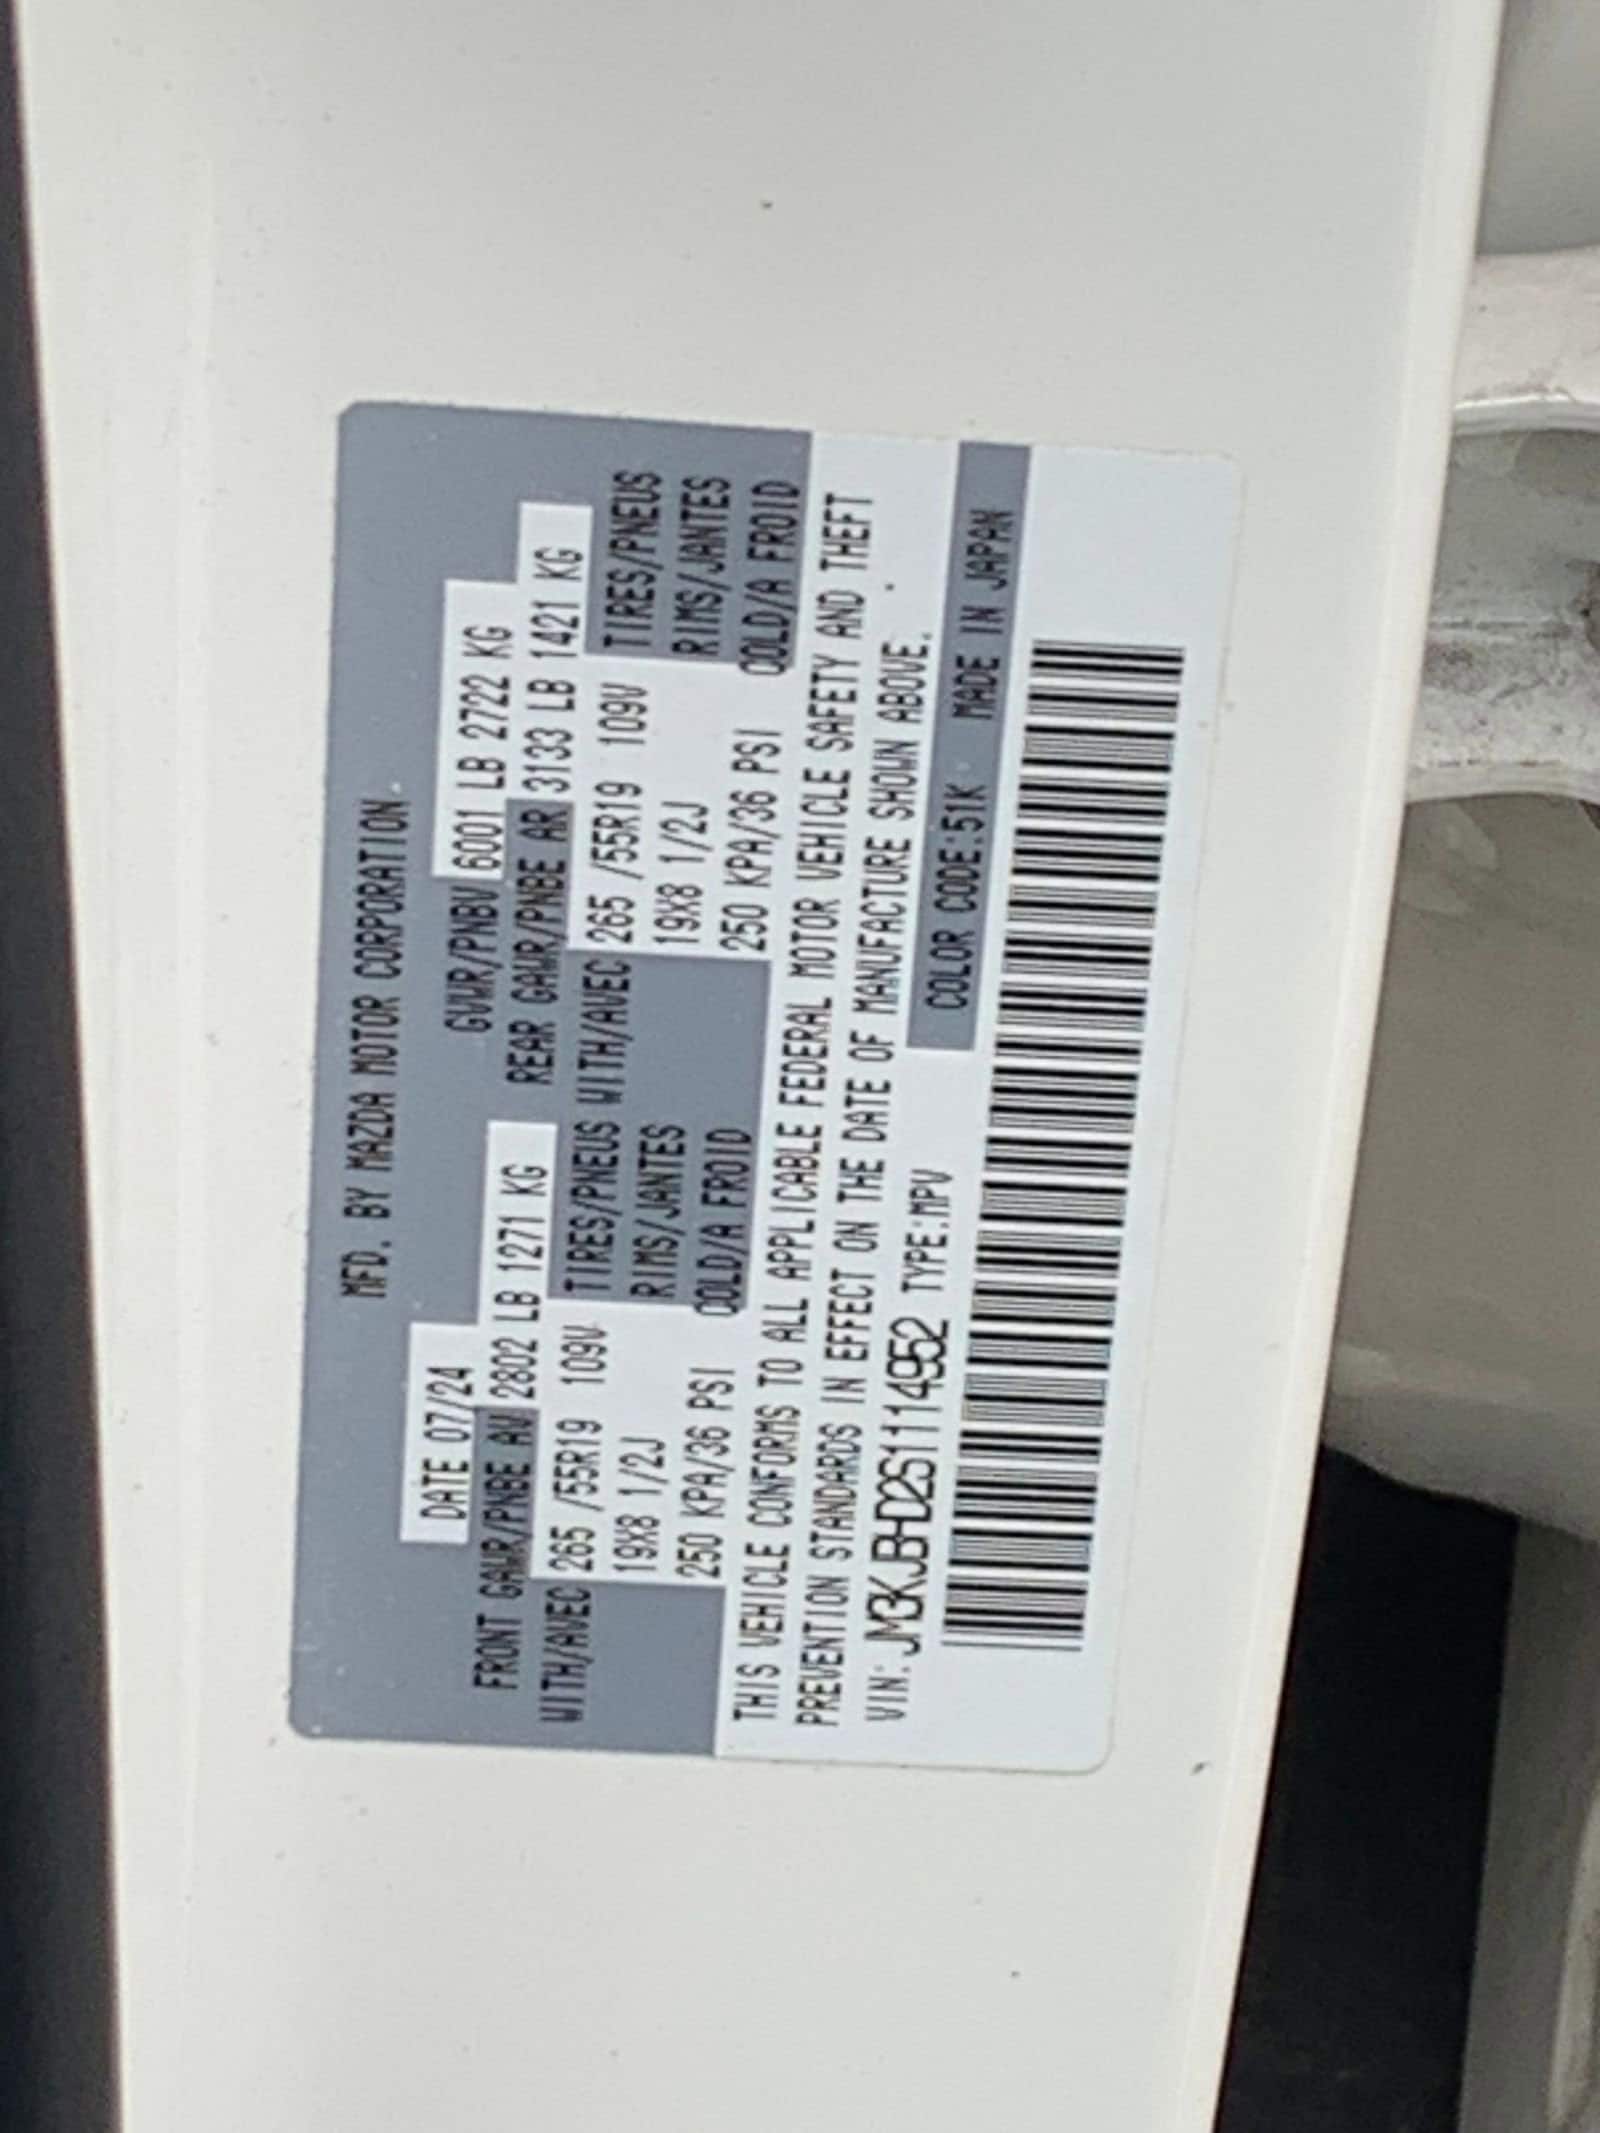 MFD. BY MAZDA MOTOR CORPORATION.
DATE 07/24 GVWR/PNBV 6001 LB 2722 KG
FRONT GAWR/PNBE AV 2802 LB 1271 KG REAR GAWR/PNBE AR 3133 LB 1421 KG
WITH/AVEC 265 /55R19 109V TIRES/PNEUS WITH/AVEC 265 /55R19 109V TIRES/PNEUS
19X8 1/2J RIMS/JANTES 19X8 1/2J RIMS/JANTES
250 KPA/36 PSI COLD/A FROID 250 KPA/36 PSI COLD/A FROID
THIS VEHICLE CONFORMS TO ALL APPLICABLE FEDERAL MOTOR VEHICLE SAFETY AND THEFT
PREVENTION STANDARDS IN EFFECT ON THE DATE OF MANUFACTURE SHOWN ABOVE.
VIN: JM3KJBHD2S1114952 TYPE:MPV COLOR CODE:51K MADE IN JAPAN